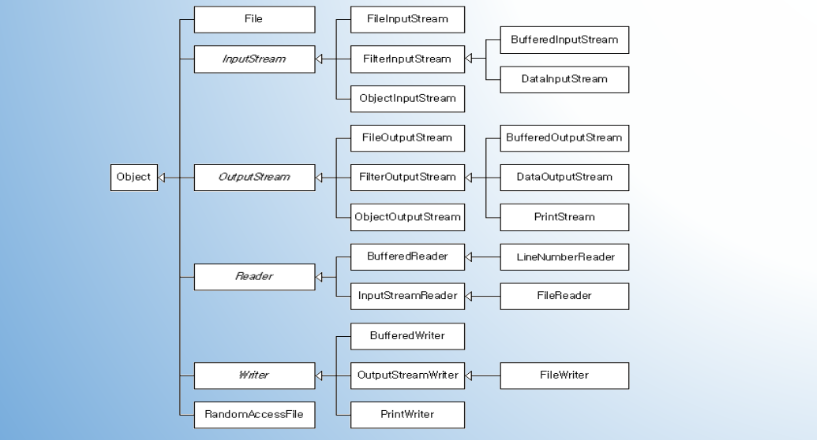 File
FileInputStream
BufferedInputStream
InputStream
FilterInputStream
DataInputStream
ObjectInputStream
FileOutputStream
BufferedOutputStream
Object
OutputStream
FilterOutputStream
DataOutputStream
ObjectOutputStream
PrintStream
BufferedReader
LineNumberReader
Reader
InputStreamReader
FileReader
BufferedWriter
Writer
OutputStreamWriter
FileWriter
RandomAccessFile
PrintWriter